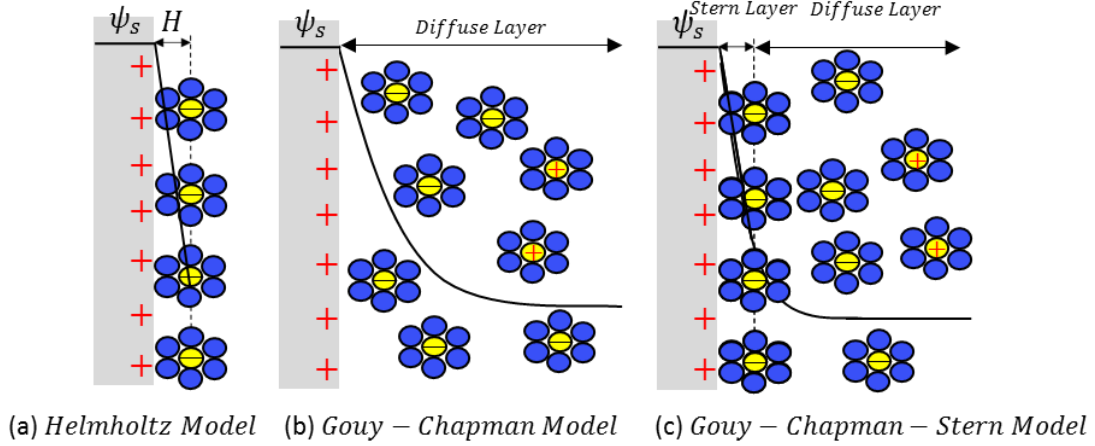 ψₛ H
ψₛ Diffuse Layer
ψₛ Stern Layer Diffuse Layer
+ + + + + + +
+ + + + + + +
+ + + + + + +
(a) Helmholtz Model
(b) Gouy − Chapman Model
(c) Gouy − Chapman − Stern Model